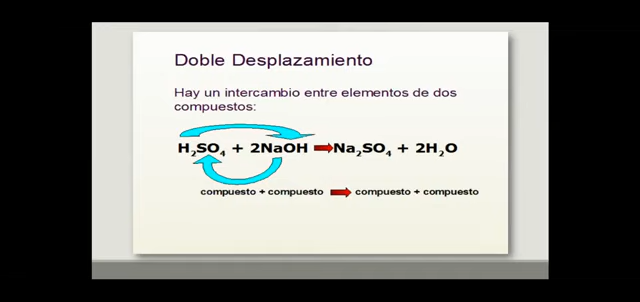 Doble Desplazamiento
Hay un intercambio entre elementos de dos
compuestos:
H₂SO₄ + 2NaOH ➡ Na₂SO₄ + 2H₂O
compuesto + compuesto ➡ compuesto + compuesto